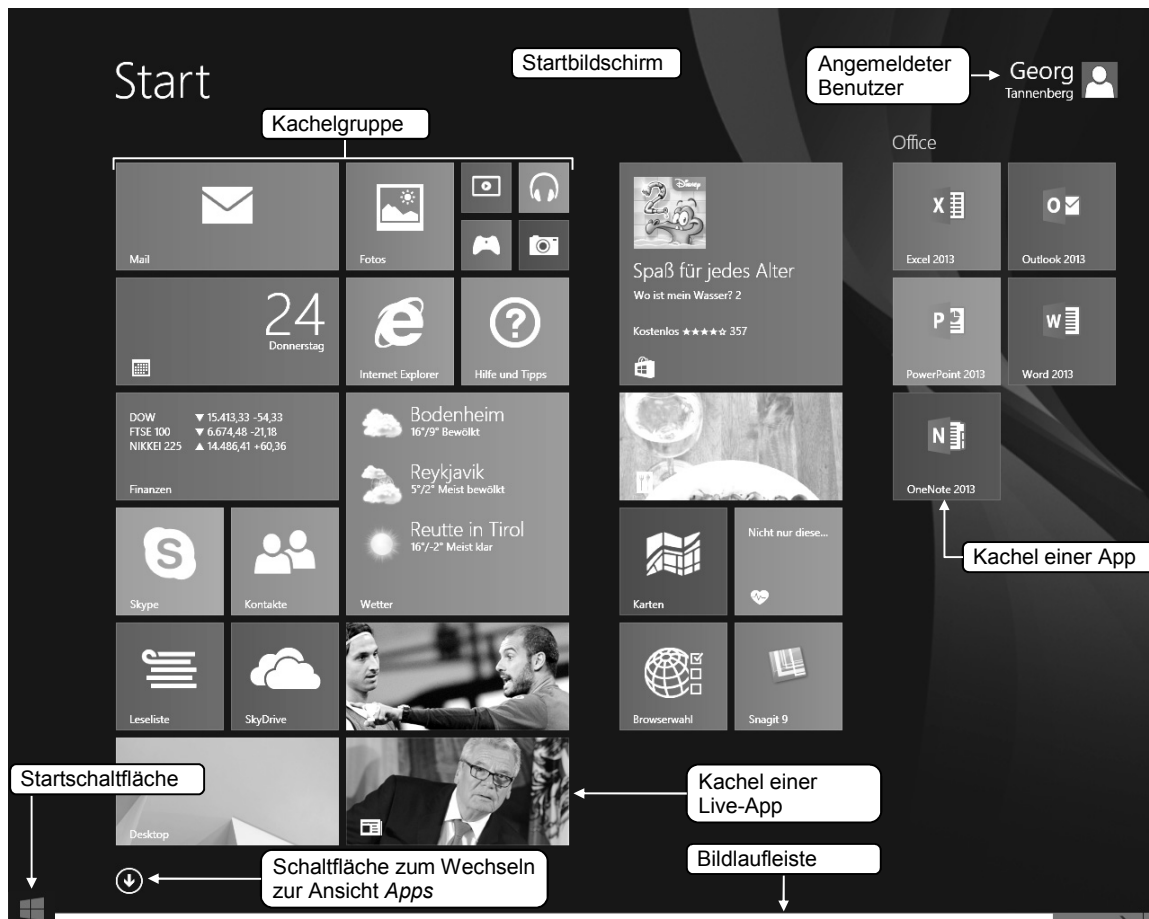 Start
Startbildschirm
Angemeldeter
Benutzer
Georg
Tannenberg
Kachelgruppe
Office
Mail
Fotos
Disney
2
Spaß für jedes Alter
Wo ist mein Wasser? 2
Kostenlos ★★★★☆ 357
X
Excel 2013
O
Outlook 2013
24
Donnerstag
Internet Explorer
?
Hilfe und Tipps
P
PowerPoint 2013
W
Word 2013
DOW ▼ 15.413,33 -54,33
FTSE 100 ▼ 6.674,48 -21,18
NIKKEI 225 ▲ 14.486,41 +60,36
Finanzen
Bodenheim
16°/9° Bewölkt
Reykjavik
5°/2° Meist bewölkt
Reutte in Tirol
16°/-2° Meist klar
Wetter
N
OneNote 2013
Kachel einer App
S
Skype
Kontakte
Karten
Nicht nur diese...
Leseliste
SkyDrive
Browserwahl
Snagit 9
Startschaltfläche
Desktop
Kachel einer
Live-App
Schaltfläche zum Wechseln
zur Ansicht Apps
Bildlaufleiste